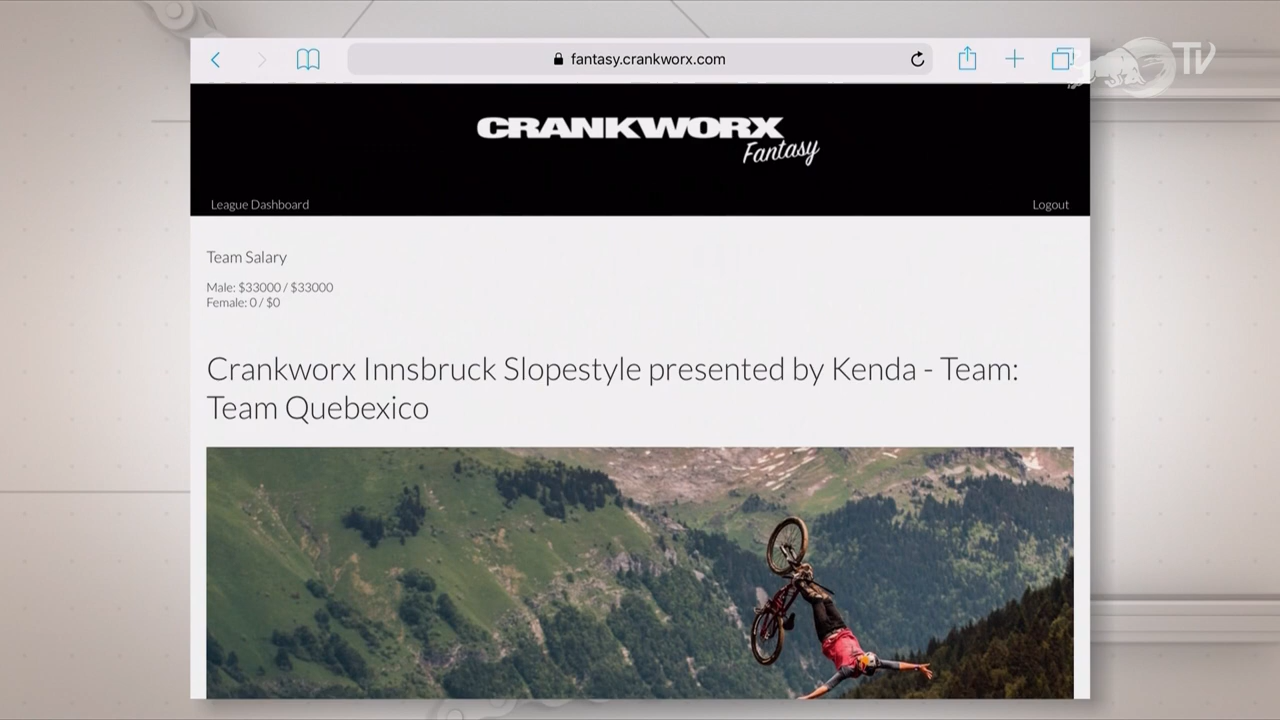 fantasy.crankworx.com
TV
CRANKWORX
Fantasy
League Dashboard
Logout
Team Salary
Male: $33000 / $33000
Female: 0 / $0
Crankworx Innsbruck Slopestyle presented by Kenda - Team:
Team Quebexico